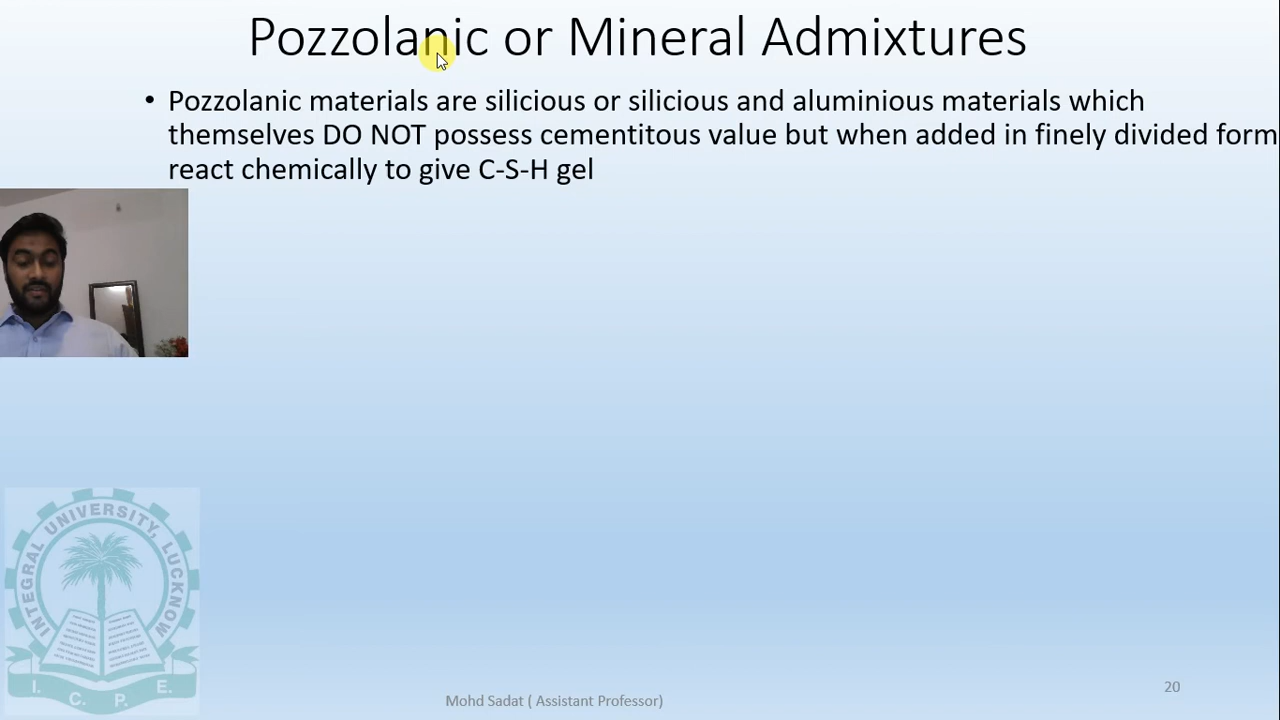 Pozzolanic or Mineral Admixtures
• Pozzolanic materials are silicious or silicious and aluminious materials which
themselves DO NOT possess cementitous value but when added in finely divided form
react chemically to give C-S-H gel
INTEGRAL UNIVERSITY, LUCKNOW
I. C. P. E.
Mohd Sadat ( Assistant Professor)
20